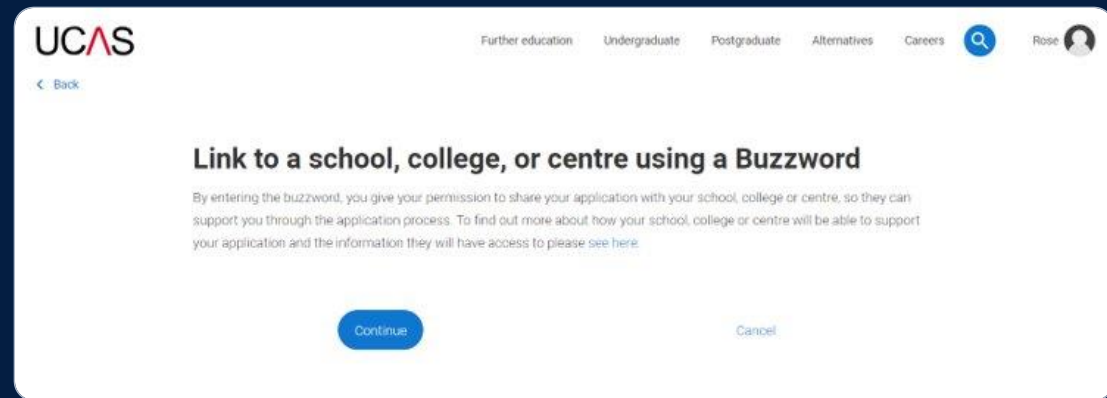 UCAS
Further education Undergraduate Postgraduate Alternatives Careers Rose
Back
Link to a school, college, or centre using a Buzzword
By entering the buzzword, you give your permission to share your application with your school, college or centre, so they can
support you through the application process. To find out more about how your school, college or centre will be able to support
your application and the information they will have access to please see here.
Continue Cancel